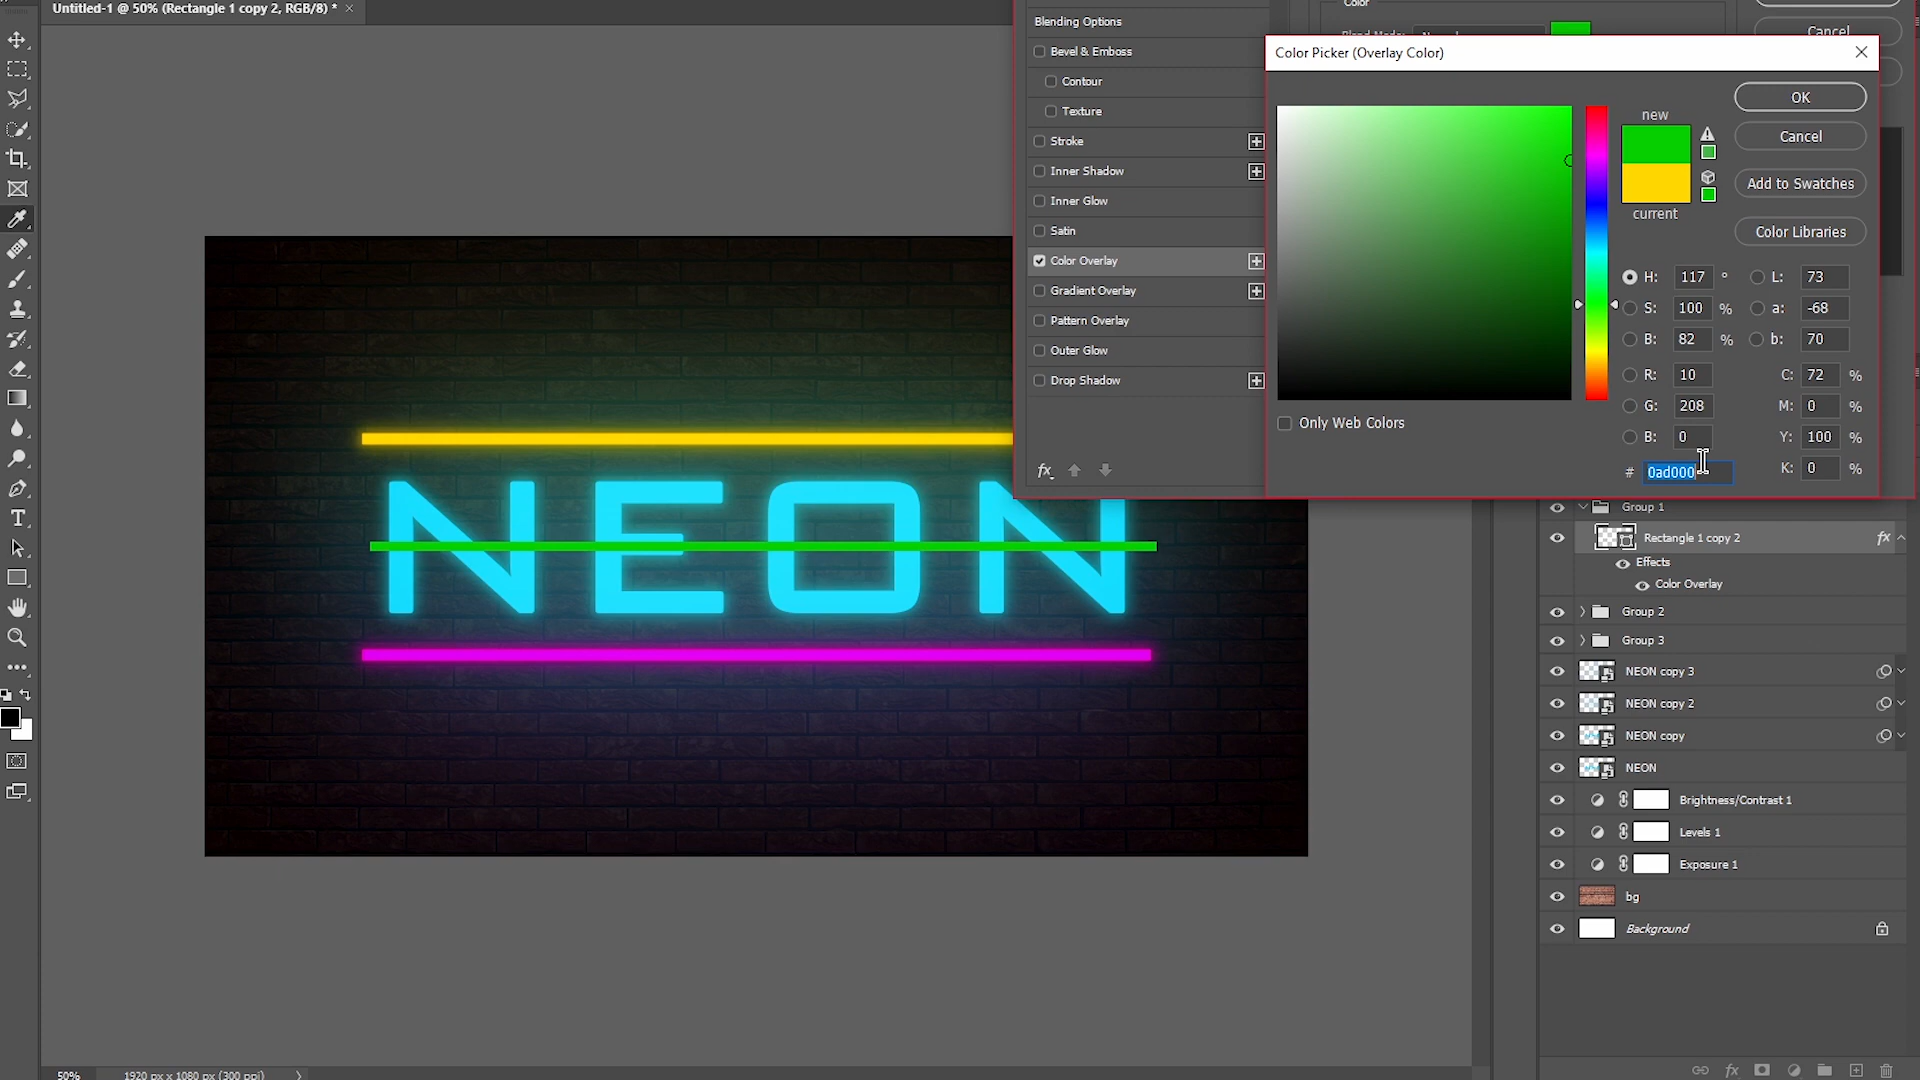 Untitled-1 @ 50% (Rectangle 1 copy 2, RGB/8) *
Color
Cancel
Blending Options
Bevel & Emboss
Contour
Texture
Stroke
Inner Shadow
Inner Glow
Satin
Color Overlay
Gradient Overlay
Pattern Overlay
Outer Glow
Drop Shadow
fx
Color Picker (Overlay Color)
new
current
OK
Cancel
Add to Swatches
Color Libraries
H: 117 °
S: 100 %
B: 82 %
R: 10
G: 208
B: 0
# 0ad000
L: 73
a: -68
b: 70
C: 72 %
M: 0 %
Y: 100 %
K: 0 %
Only Web Colors
NEON
Group 1
Rectangle 1 copy 2 fx
Effects
Color Overlay
Group 2
Group 3
NEON copy 3
NEON copy 2
NEON copy
NEON
Brightness/Contrast 1
Levels 1
Exposure 1
bg
Background
fx
50%
1920 px x 1080 px (300 ppi)